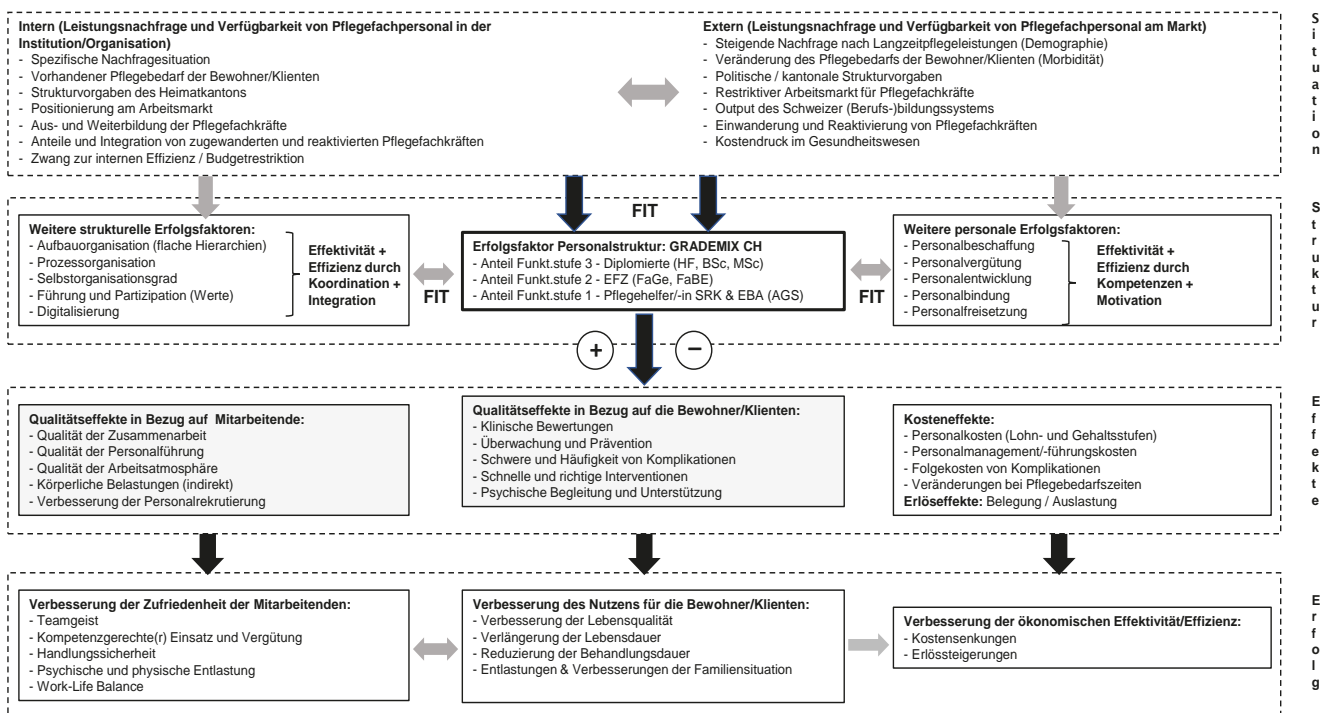 Intern (Leistungsnachfrage und Verfügbarkeit von Pflegefachpersonal in der
Institution/Organisation)
- Spezifische Nachfragesituation
- Vorhandener Pflegebedarf der Bewohner/Klienten
- Strukturvorgaben des Heimatkantons
- Positionierung am Arbeitsmarkt
- Aus- und Weiterbildung der Pflegefachkräfte
- Anteile und Integration von zugewanderten und reaktivierten Pflegefachkräften
- Zwang zur internen Effizienz / Budgetrestriktion
Extern (Leistungsnachfrage und Verfügbarkeit von Pflegefachpersonal am Markt)
- Steigende Nachfrage nach Langzeitpflegeleistungen (Demographie)
- Veränderung des Pflegebedarfs der Bewohner/Klienten (Morbidität)
- Politische / kantonale Strukturvorgaben
- Restriktiver Arbeitsmarkt für Pflegefachkräfte
- Output des Schweizer (Berufs-)bildungssystems
- Einwanderung und Reaktivierung von Pflegefachkräften
- Kostendruck im Gesundheitswesen
Situation
Weitere strukturelle Erfolgsfaktoren:
- Aufbauorganisation (flache Hierarchien)
- Prozessorganisation
- Selbstorganisationsgrad
- Führung und Partizipation (Werte)
- Digitalisierung
Effektivität +
Effizienz durch
Koordination +
Integration
FIT
FIT
Erfolgsfaktor Personalstruktur: GRADEMIX CH
- Anteil Funkt.stufe 3 - Diplomierte (HF, BSc, MSc)
- Anteil Funkt.stufe 2 - EFZ (FaGe, FaBE)
- Anteil Funkt.stufe 1 - Pflegehelfer/-in SRK & EBA (AGS)
FIT
Weitere personale Erfolgsfaktoren:
- Personalbeschaffung
- Personalvergütung
- Personalentwicklung
- Personalbindung
- Personalfreisetzung
Effektivität +
Effizienz durch
Kompetenzen +
Motivation
Struktur
+
−
Qualitätseffekte in Bezug auf Mitarbeitende:
- Qualität der Zusammenarbeit
- Qualität der Personalführung
- Qualität der Arbeitsatmosphäre
- Körperliche Belastungen (indirekt)
- Verbesserung der Personalrekrutierung
Qualitätseffekte in Bezug auf die Bewohner/Klienten:
- Klinische Bewertungen
- Überwachung und Prävention
- Schwere und Häufigkeit von Komplikationen
- Schnelle und richtige Interventionen
- Psychische Begleitung und Unterstützung
Kosteneffekte:
- Personalkosten (Lohn- und Gehaltsstufen)
- Personalmanagement/-führungskosten
- Folgekosten von Komplikationen
- Veränderungen bei Pflegebedarfszeiten
Erlöseffekte: Belegung / Auslastung
Effekte
Verbesserung der Zufriedenheit der Mitarbeitenden:
- Teamgeist
- Kompetenzgerechte(r) Einsatz und Vergütung
- Handlungssicherheit
- Psychische und physische Entlastung
- Work-Life Balance
Verbesserung des Nutzens für die Bewohner/Klienten:
- Verbesserung der Lebensqualität
- Verlängerung der Lebensdauer
- Reduzierung der Behandlungsdauer
- Entlastungen & Verbesserungen der Familiensituation
Verbesserung der ökonomischen Effektivität/Effizienz:
- Kostensenkungen
- Erlössteigerungen
Erfolg